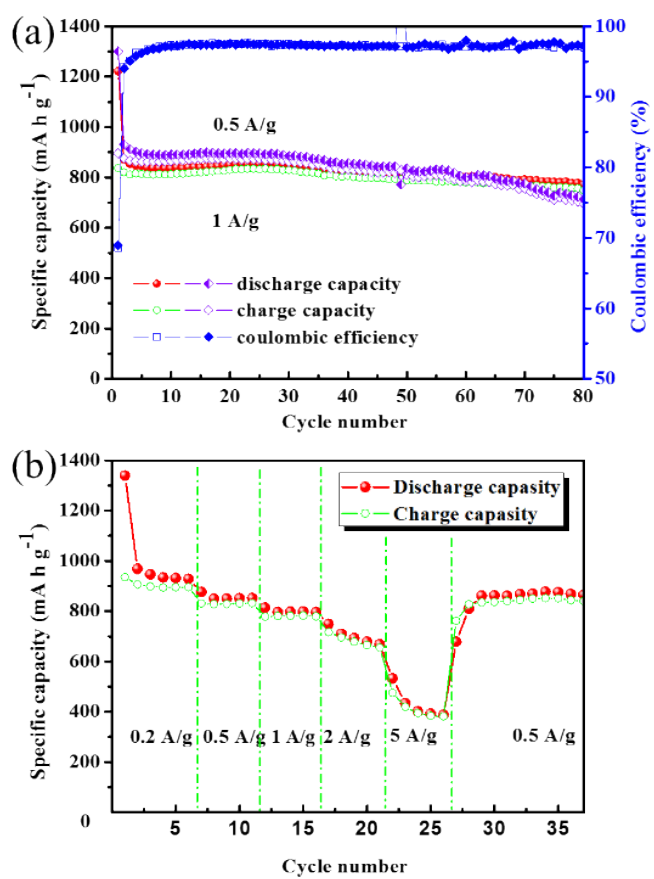 (a)
1400
1200
1000
800
600
400
200
0
Specific capacity (mA h g⁻¹)
100
90
80
70
60
50
Coulombic efficiency (%)
0.5 A/g
1 A/g
discharge capacity
charge capacity
coulombic efficiency
0 10 20 30 40 50 60 70 80
Cycle number
(b)
1400
1200
1000
800
600
400
200
0
Specific capacity (mA h g⁻¹)
Discharge capasity
Charge capasity
0.2 A/g 0.5 A/g 1 A/g 2 A/g 5 A/g 0.5 A/g
5 10 15 20 25 30 35
Cycle number